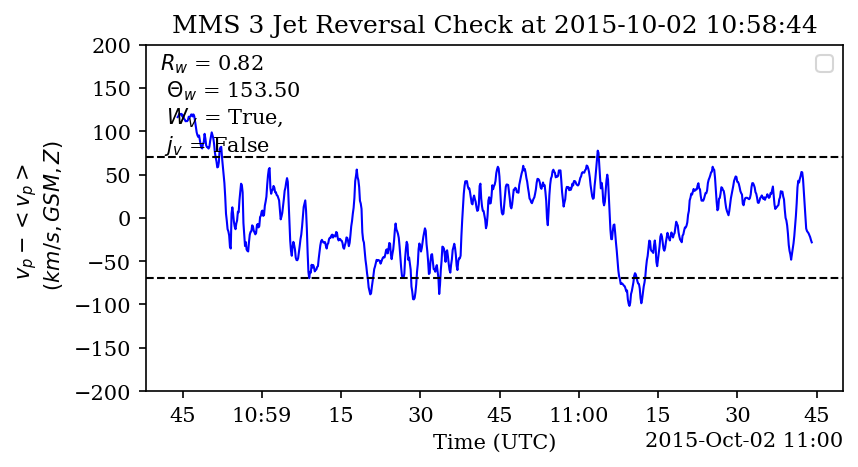 MMS 3 Jet Reversal Check at 2015-10-02 10:58:44
R_w = 0.82
Θ_w = 153.50
W_v = True,
j_v = False
v_p − < v_p >
(km/s, GSM, Z)
200
150
100
50
0
−50
−100
−150
−200
45 10:59 15 30 45 11:00 15 30 45
Time (UTC)
2015-Oct-02 11:00